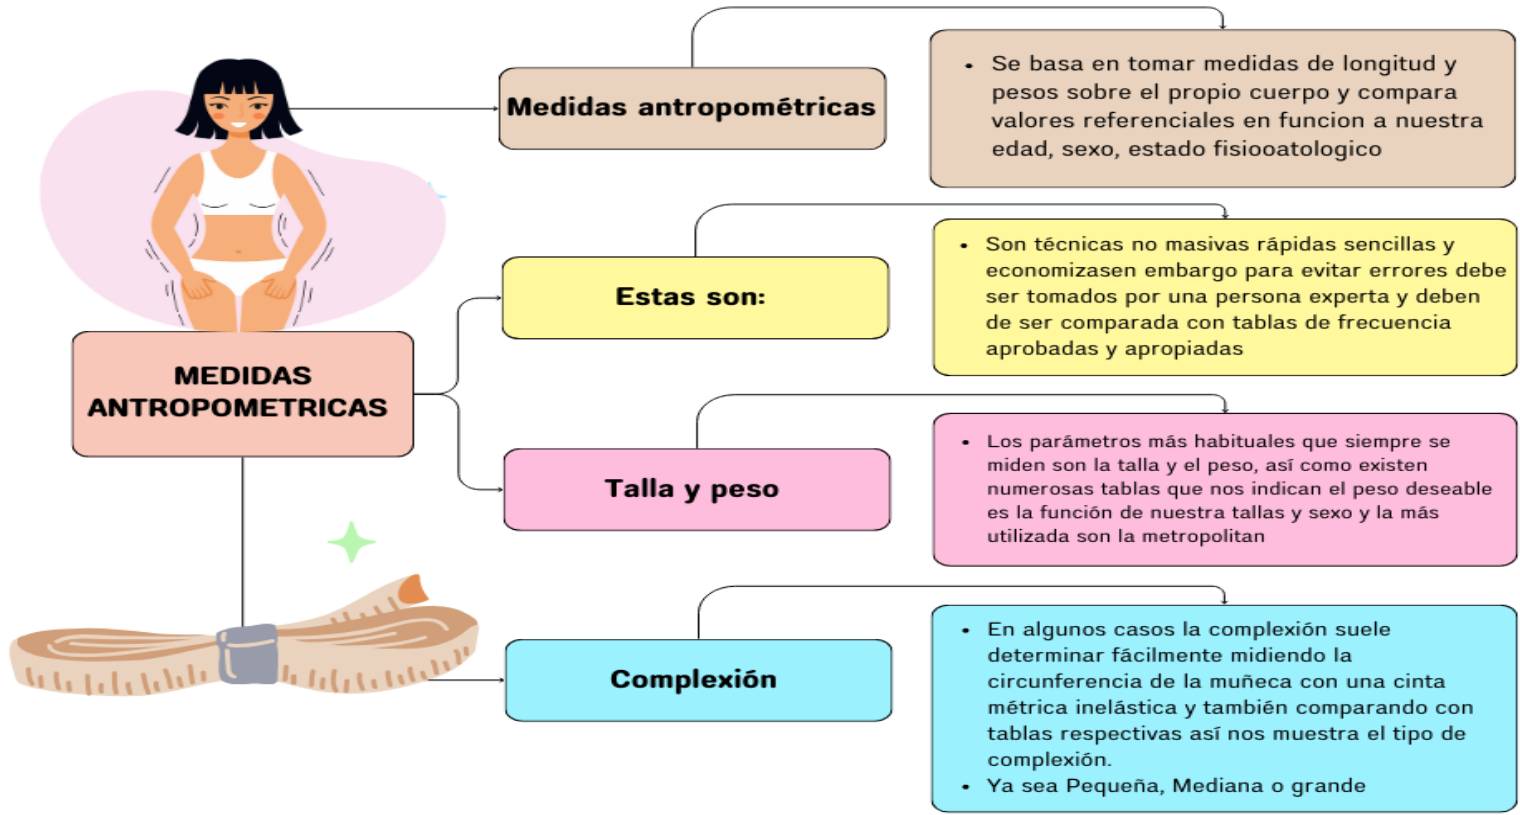 Medidas antropométricas
• Se basa en tomar medidas de longitud y
pesos sobre el propio cuerpo y compara
valores referenciales en funcion a nuestra
edad, sexo, estado fisiooatologico
Estas son:
• Son técnicas no masivas rápidas sencillas y
economizasen embargo para evitar errores debe
ser tomados por una persona experta y deben
de ser comparada con tablas de frecuencia
aprobadas y apropiadas
MEDIDAS
ANTROPOMETRICAS
Talla y peso
• Los parámetros más habituales que siempre se
miden son la talla y el peso, así como existen
numerosas tablas que nos indican el peso deseable
es la función de nuestra tallas y sexo y la más
utilizada son la metropolitan
Complexión
• En algunos casos la complexión suele
determinar fácilmente midiendo la
circunferencia de la muñeca con una cinta
métrica inelástica y también comparando con
tablas respectivas así nos muestra el tipo de
complexión.
• Ya sea Pequeña, Mediana o grande